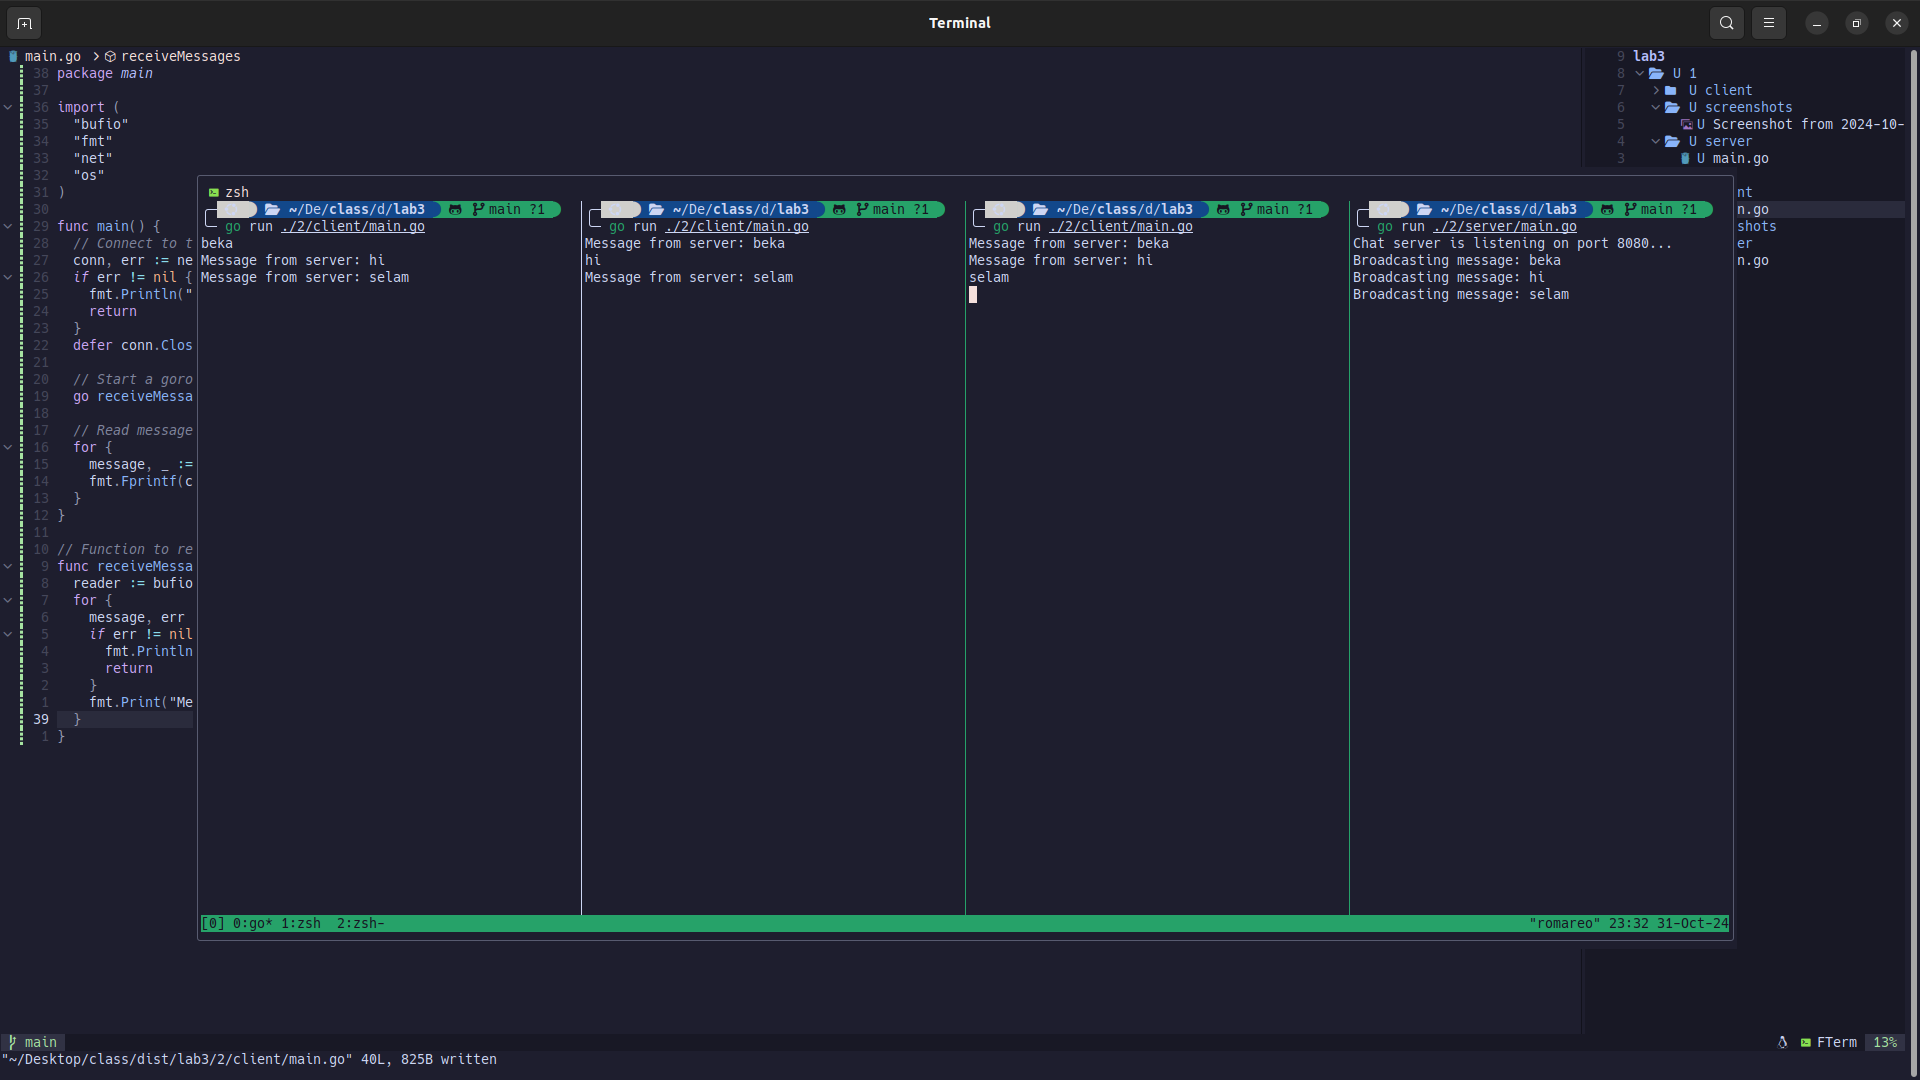 Terminal
main.go > receiveMessages
38 package main
37
36 import (
35 "bufio"
34 "fmt"
33 "net"
32 "os"
31 )
30
29 func main() {
28 // Connect to t
27 conn, err := ne
26 if err != nil {
25 fmt.Println("
24 return
23 }
22 defer conn.Clos
21
20 // Start a goro
19 go receiveMessa
18
17 // Read message
16 for {
15 message, _ :=
14 fmt.Fprintf(c
13 }
12 }
11
10 // Function to re
9 func receiveMessa
8 reader := bufio
7 for {
6 message, err
5 if err != nil
4 fmt.Println
3 return
2 }
1 fmt.Print("Me
39 }
1 }
zsh
~/De/class/d/lab3 main ?1
go run ./2/client/main.go
beka
Message from server: hi
Message from server: selam
~/De/class/d/lab3 main ?1
go run ./2/client/main.go
Message from server: beka
hi
Message from server: selam
~/De/class/d/lab3 main ?1
go run ./2/client/main.go
Message from server: beka
Message from server: hi
selam
~/De/class/d/lab3 main ?1
go run ./2/server/main.go
Chat server is listening on port 8080...
Broadcasting message: beka
Broadcasting message: hi
Broadcasting message: selam
[0] 0:go* 1:zsh 2:zsh-
"romareo" 23:32 31-Oct-24
9 lab3
8 U 1
7 U client
6 U screenshots
5 U Screenshot from 2024-10-
4 U server
3 U main.go
nt
n.go
shots
er
n.go
main
FTerm 13%
"~/Desktop/class/dist/lab3/2/client/main.go" 40L, 825B written